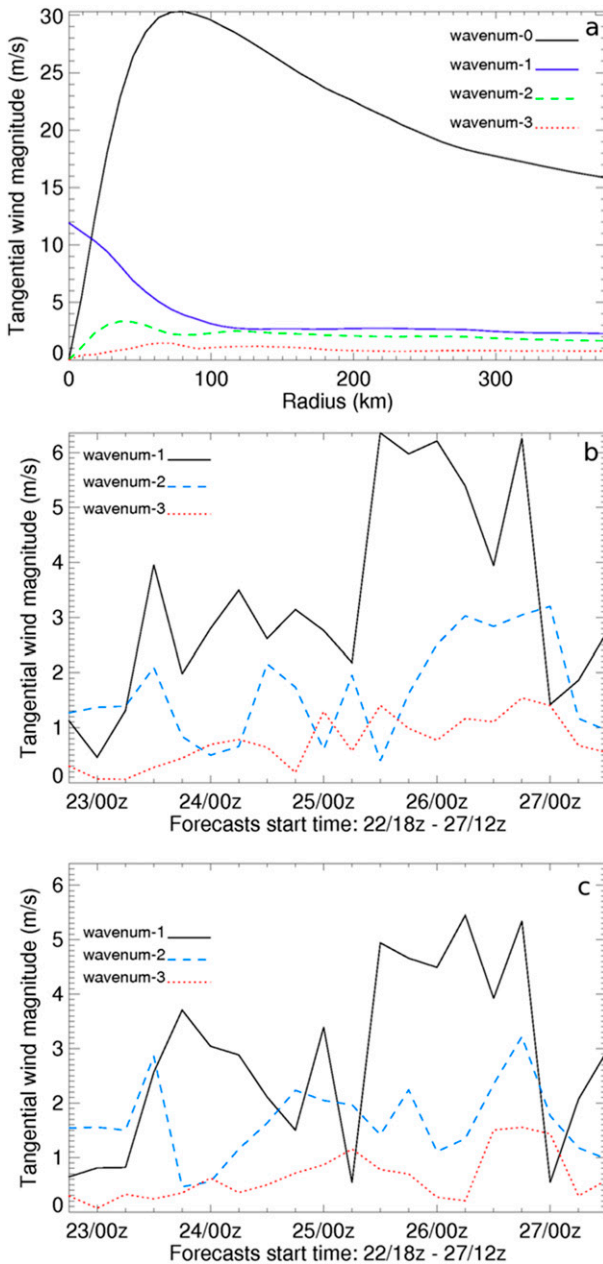 a
wavenum-0
wavenum-1
wavenum-2
wavenum-3
Tangential wind magnitude (m/s)
30
25
20
15
10
5
0
0 100 200 300
Radius (km)
b
wavenum-1
wavenum-2
wavenum-3
Tangential wind magnitude (m/s)
6
5
4
3
2
1
0
23/00z 24/00z 25/00z 26/00z 27/00z
Forecasts start time: 22/18z - 27/12z
c
wavenum-1
wavenum-2
wavenum-3
Tangential wind magnitude (m/s)
6
5
4
3
2
1
0
23/00z 24/00z 25/00z 26/00z 27/00z
Forecasts start time: 22/18z - 27/12z